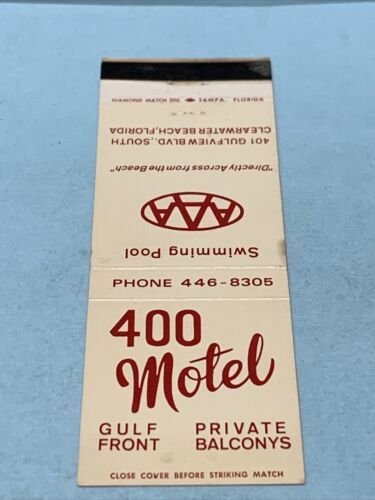 DIAMOND MATCH DIV. TAMPA, FLORIDA
401 GULFVIEW BLVD., SOUTH
CLEARWATER BEACH, FLORIDA
"Directly Across from the Beach"
AAA
Swimming Pool
PHONE 446-8305
400
Motel
GULF FRONT
PRIVATE BALCONYS
CLOSE COVER BEFORE STRIKING MATCH